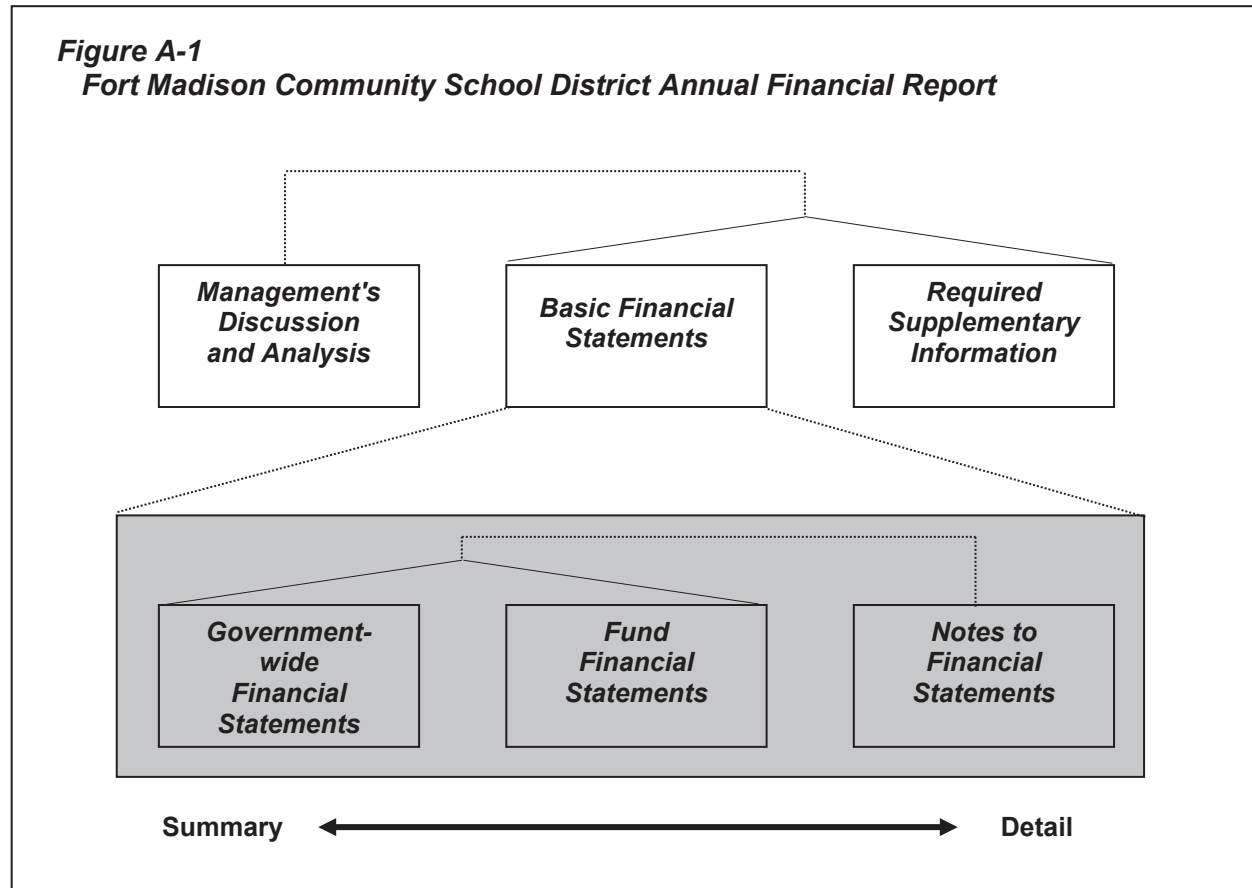 Figure A-1
Fort Madison Community School District Annual Financial Report
Management's
Discussion
and Analysis
Basic Financial
Statements
Required
Supplementary
Information
Government-
wide
Financial
Statements
Fund
Financial
Statements
Notes to
Financial
Statements
Summary
Detail